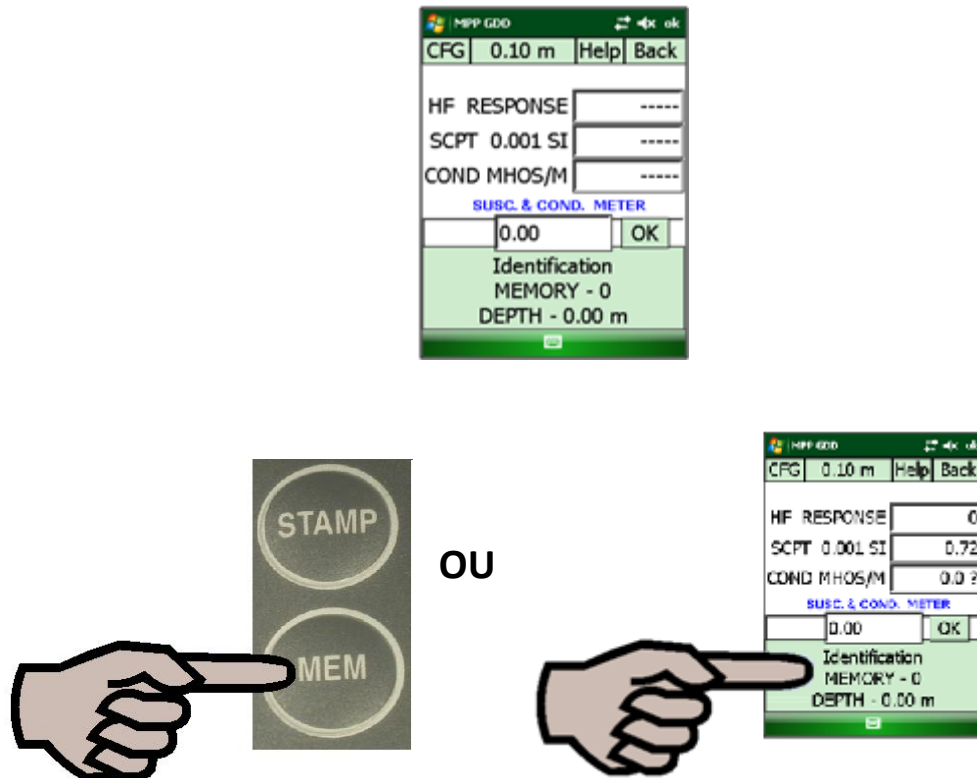 MPP GDD ok
CFG 0.10 m Help Back
HF RESPONSE -----
SCPT 0.001 SI -----
COND MHOS/M -----
SUSC. & COND. METER
0.00 OK
Identification
MEMORY - 0
DEPTH - 0.00 m
STAMP
MEM
OU
MPP GDD ok
CFG 0.10 m Help Back
HF RESPONSE 0
SCPT 0.001 SI 0.72
COND MHOS/M 0.0 ?
SUSC. & COND. METER
0.00 OK
Identification
MEMORY - 0
DEPTH - 0.00 m